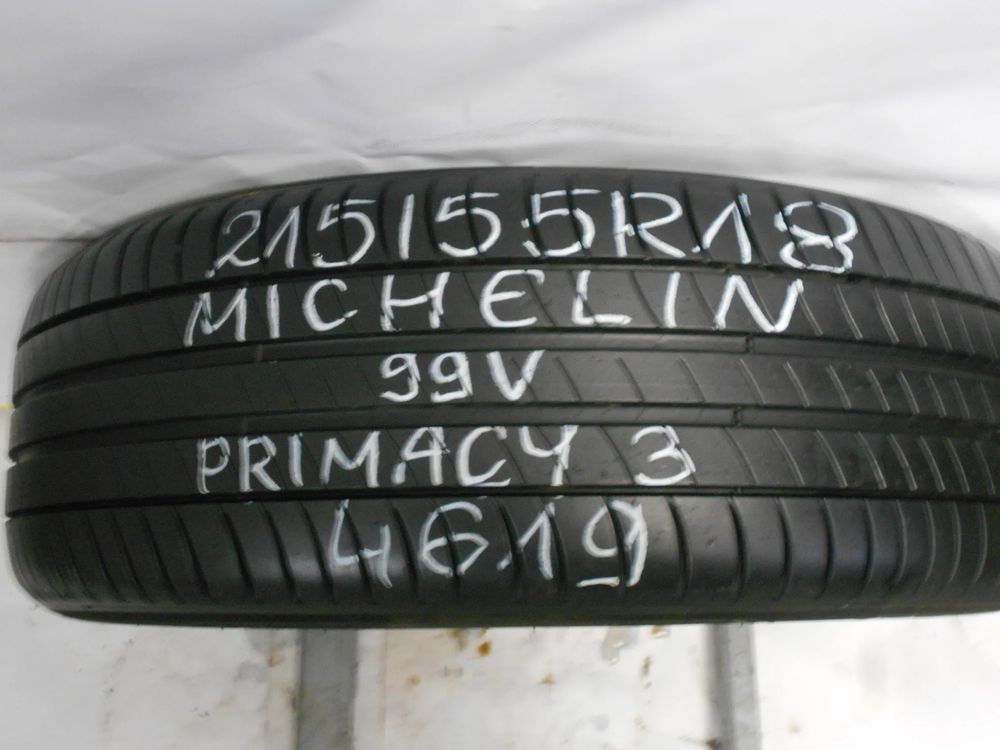 215/55R18
MICHELIN
99V
PRIMACY 3
4619